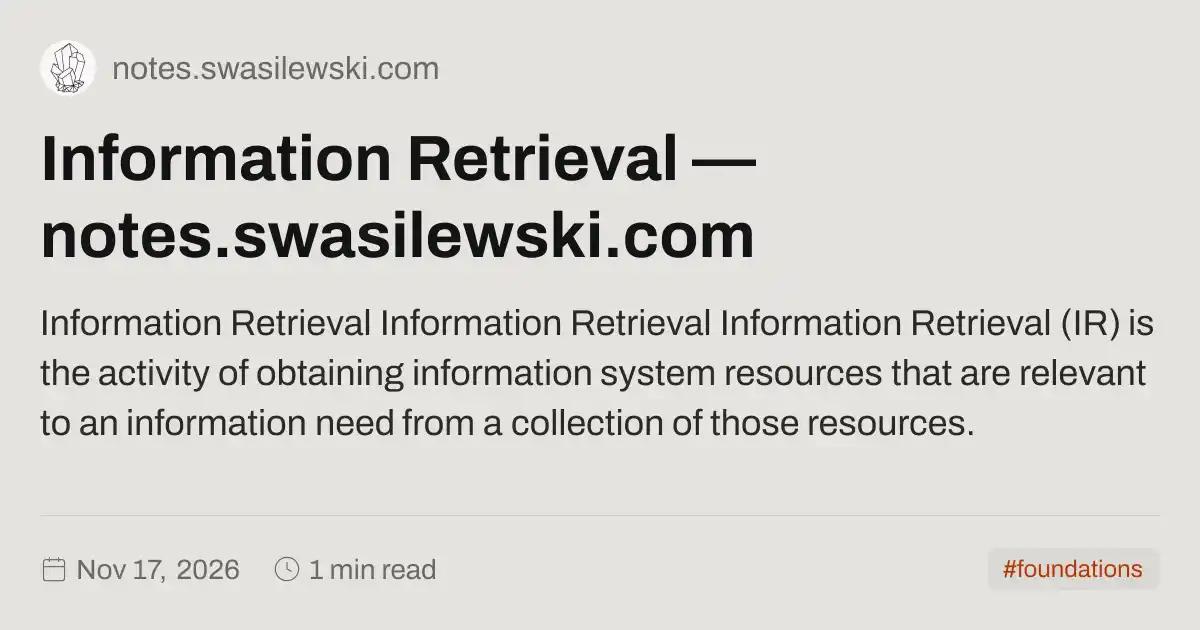 notes.swasilewski.com
Information Retrieval —
notes.swasilewski.com
Information Retrieval Information Retrieval Information Retrieval (IR) is
the activity of obtaining information system resources that are relevant
to an information need from a collection of those resources.
Nov 17, 2026
1 min read
#foundations